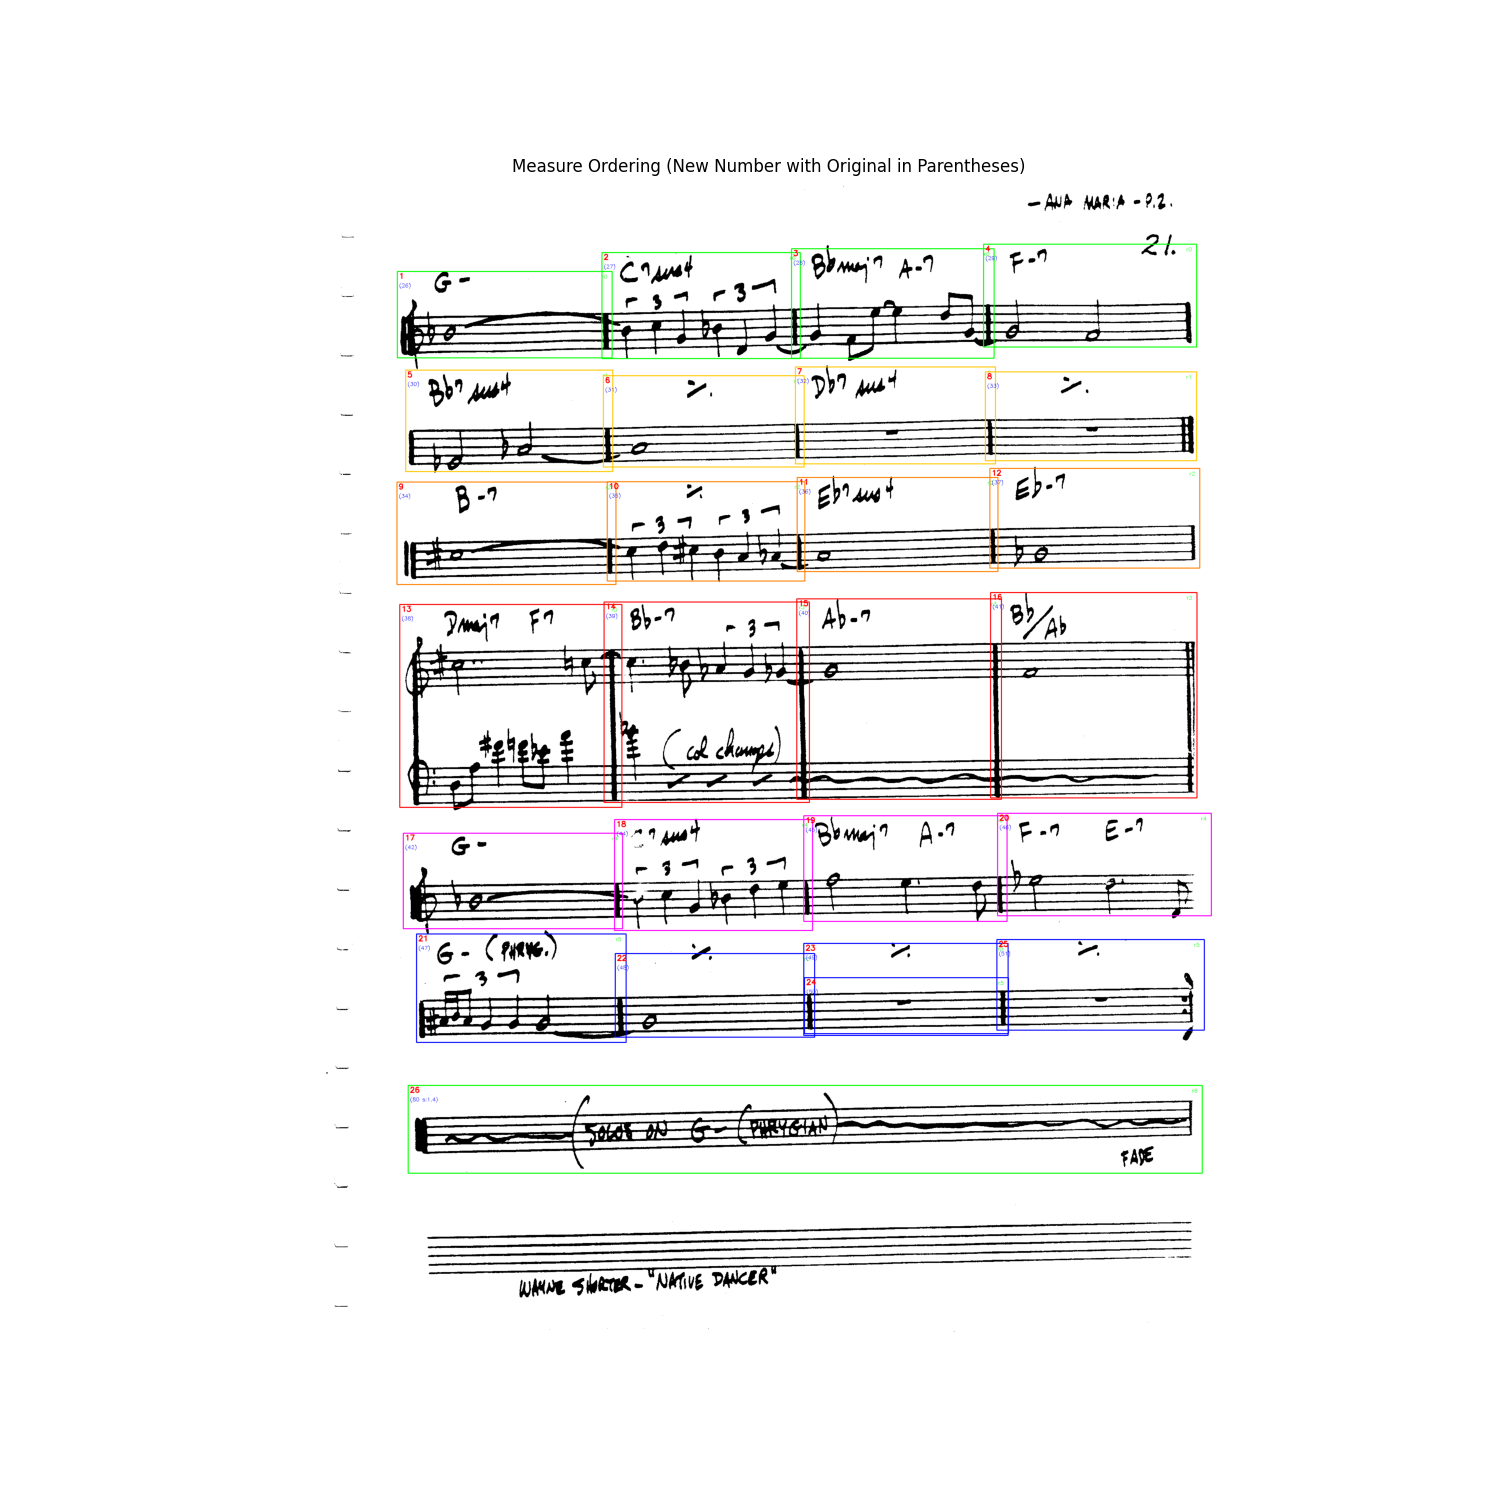 Measure Ordering (New Number with Original in Parentheses)
- ANA MARIA - P.2.
21.
1 2 3 4
(26) (27) (28) (29)
G- C7sus4 Bbmaj7 A-7 F-7
3 3
5 6 7 8
(30) (31) (32) (33)
Bb7sus4 Db7sus4
9 10 11 12
(34) (35) (36) (37)
B-7 Eb7sus4 Eb-7
3 3
13 14 15 16
(38) (39) (40) (41)
Dmaj7 F7 Bb-7 Ab-7 Bb/Ab
3
(col changes)
17 18 19 20
(42) (44) (46)
G- C7sus4 Bbmaj7 A-7 F-7 E-7
3 3
21 22 23 24 25
(47) (48) (51)
G- (PHRYG.)
3
26
(80 s:1.4)
(SOLOS ON G- (PHRYGIAN)
FADE
WAYNE SHORTER - "NATIVE DANCER"